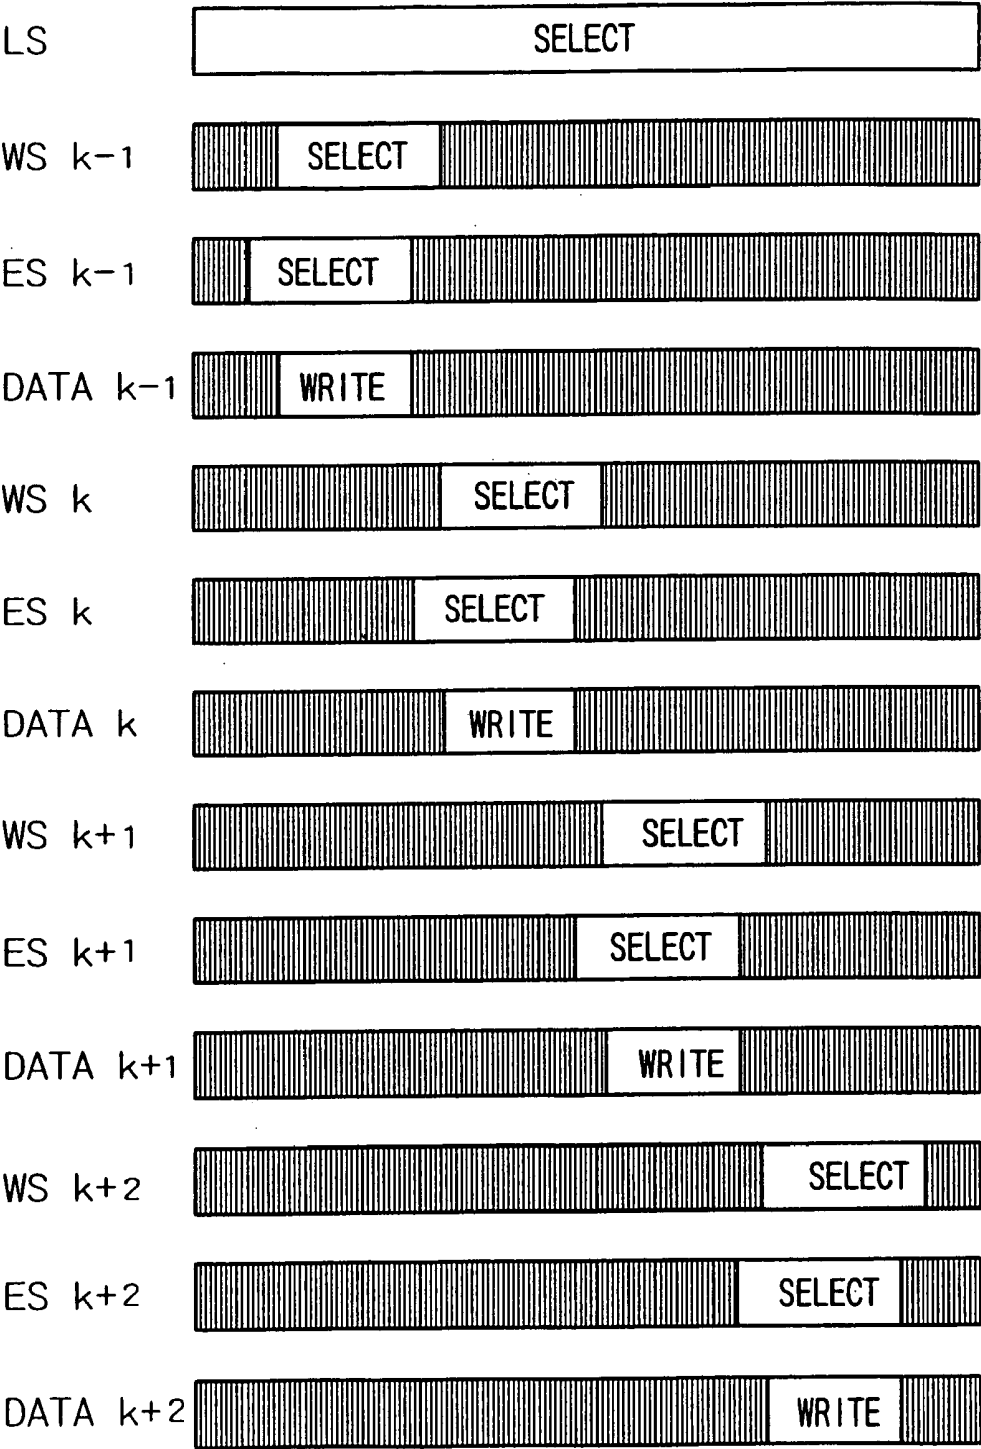 LS SELECT
WS k-1 SELECT
ES k-1 SELECT
DATA k-1 WRITE
WS k SELECT
ES k SELECT
DATA k WRITE
WS k+1 SELECT
ES k+1 SELECT
DATA k+1 WRITE
WS k+2 SELECT
ES k+2 SELECT
DATA k+2 WRITE